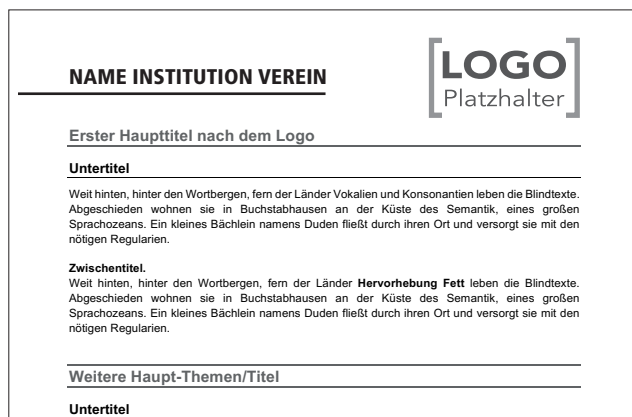 NAME INSTITUTION VEREIN
LOGO
Platzhalter
Erster Haupttitel nach dem Logo
Untertitel
Weit hinten, hinter den Wortbergen, fern der Länder Vokalien und Konsonantien leben die Blindtexte.
Abgeschieden wohnen sie in Buchstabhausen an der Küste des Semantik, eines großen
Sprachozeans. Ein kleines Bächlein namens Duden fließt durch ihren Ort und versorgt sie mit den
nötigen Regularien.
Zwischentitel.
Weit hinten, hinter den Wortbergen, fern der Länder Hervorhebung Fett leben die Blindtexte.
Abgeschieden wohnen sie in Buchstabhausen an der Küste des Semantik, eines großen
Sprachozeans. Ein kleines Bächlein namens Duden fließt durch ihren Ort und versorgt sie mit den
nötigen Regularien.
Weitere Haupt-Themen/Titel
Untertitel